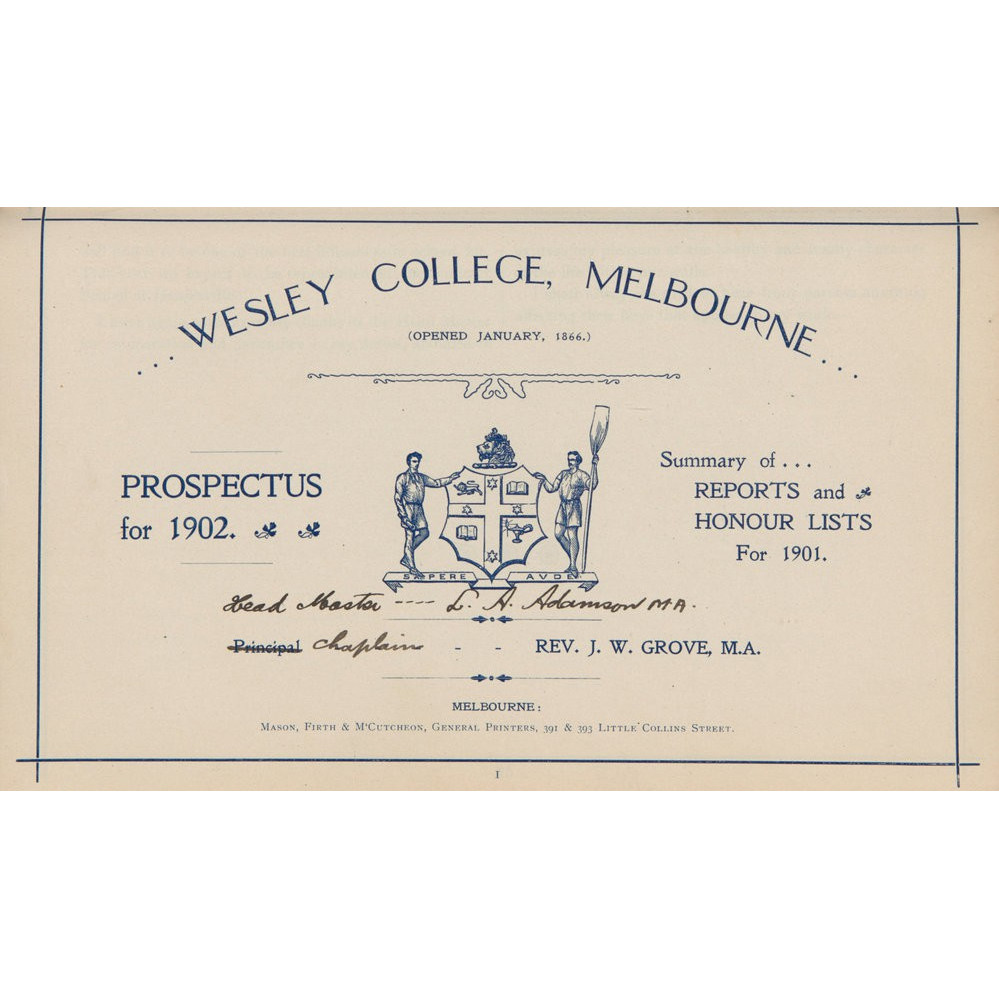 ... WESLEY COLLEGE, MELBOURNE ...
(OPENED JANUARY, 1866.)
PROSPECTUS
for 1902.
SAPERE AVDE
Summary of ...
REPORTS and
HONOUR LISTS
For 1901.
Head Master ---- L. A. Adamson M.A.
Principal Chaplain - - REV. J. W. GROVE, M.A.
MELBOURNE:
MASON, FIRTH & MᶜCUTCHEON, GENERAL PRINTERS, 391 & 393 LITTLE COLLINS STREET.
I